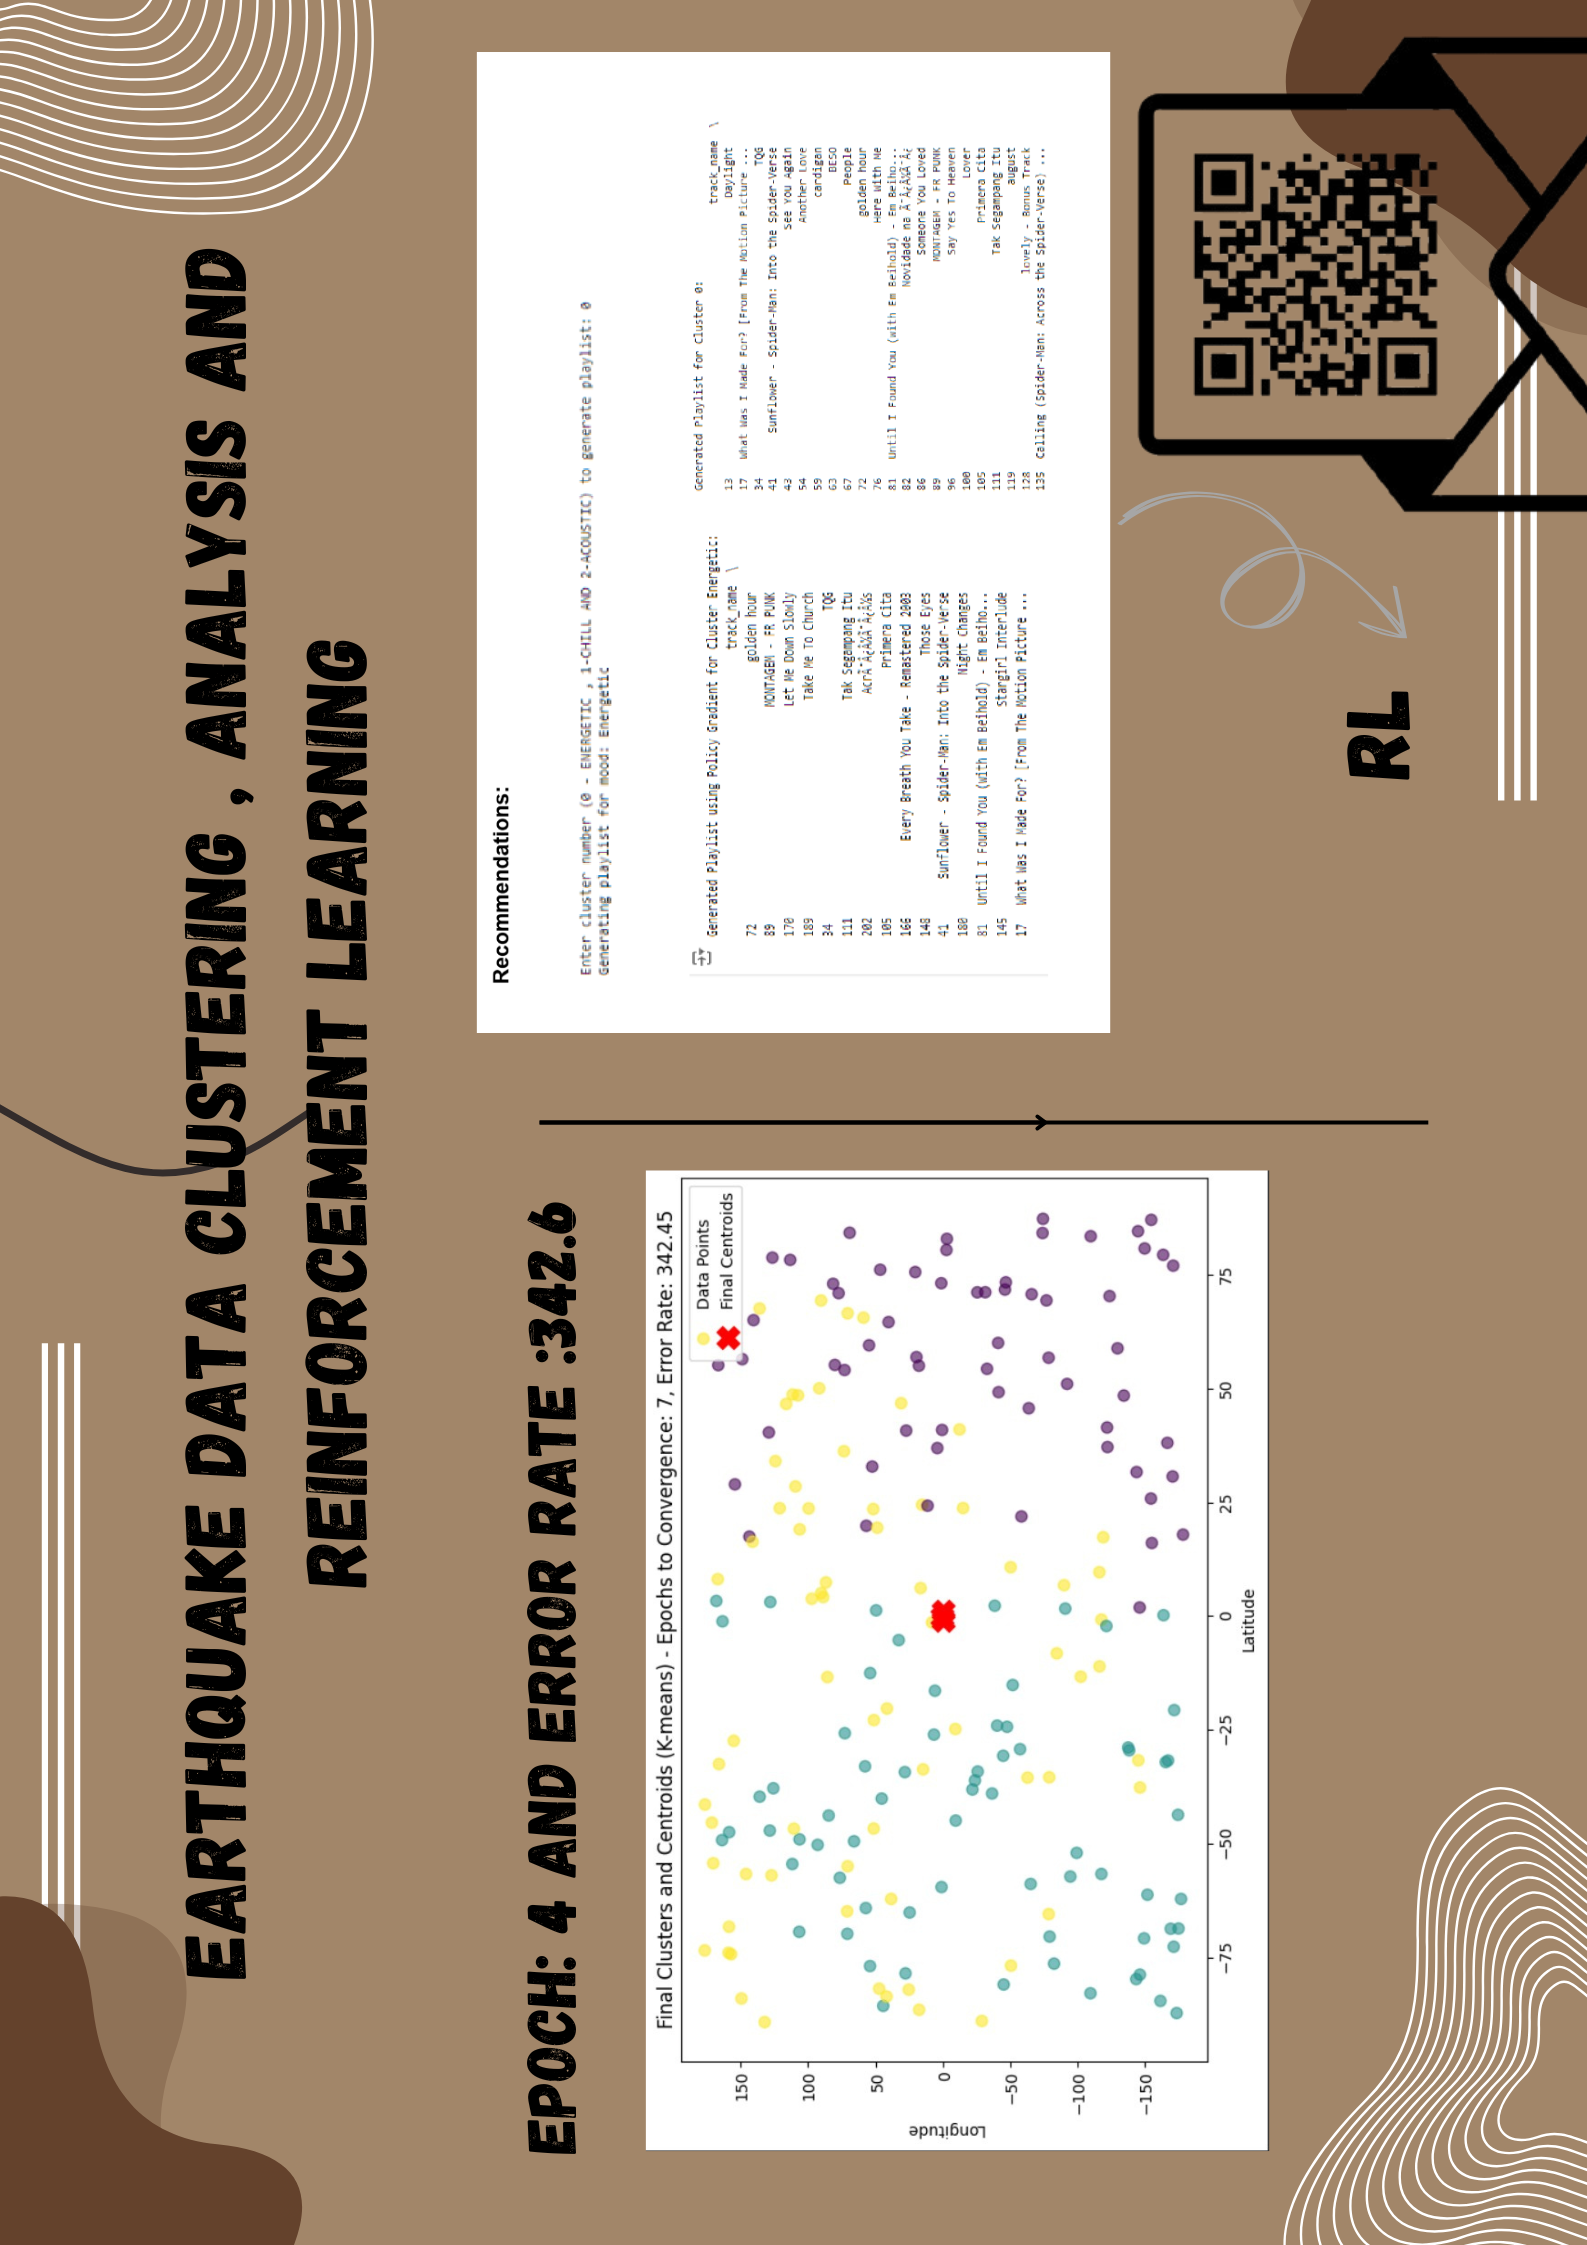 EARTHQUAKE DATA CLUSTERING , ANALYSIS AND
REINFORCEMENT LEARNING
EPOCH: 4 AND ERROR RATE :342.6
Final Clusters and Centroids (K-means) - Epochs to Convergence: 7, Error Rate: 342.45
Data Points
Final Centroids
150
100
50
0
−50
−100
−150
Longitude
−75
−50
−25
0
25
50
75
Latitude
Recommendations:
Enter cluster number (0 - ENERGETIC , 1-CHILL AND 2-ACOUSTIC) to generate playlist: 0
Generating playlist for mood: Energetic
Generated Playlist using Policy Gradient for Cluster Energetic:
track_name \
72 golden hour
89 MONTAGEM - FR PUNK
170 Let Me Down Slowly
189 Take Me To Church
34 TQG
111 Tak Segampang Itu
202
105 Primera Cita
166 Every Breath You Take - Remastered 2003
148 Those Eyes
41 Sunflower - Spider-Man: Into the Spider-Verse
180 Night Changes
81 Until I Found You (with Em Beihold) - Em Beiho...
145 Stargirl Interlude
17 What Was I Made For? [From The Motion Picture ...
Generated Playlist for Cluster 0:
track_name \
13 Daylight
17 What Was I Made For? [From The Motion Picture ...
34 TQG
41 Sunflower - Spider-Man: Into the Spider-Verse
43 See You Again
54 Another Love
59 cardigan
63 BESO
67 People
72 golden hour
76 Here With Me
81 Until I Found You (with Em Beihold) - Em Beiho...
82 Novidade na
86 Someone You Loved
89 MONTAGEM - FR PUNK
96 Say Yes To Heaven
100 Lover
105 Primera Cita
111 Tak Segampang Itu
119 august
128 lovely - Bonus Track
135 Calling (Spider-Man: Across the Spider-Verse) ...
RL